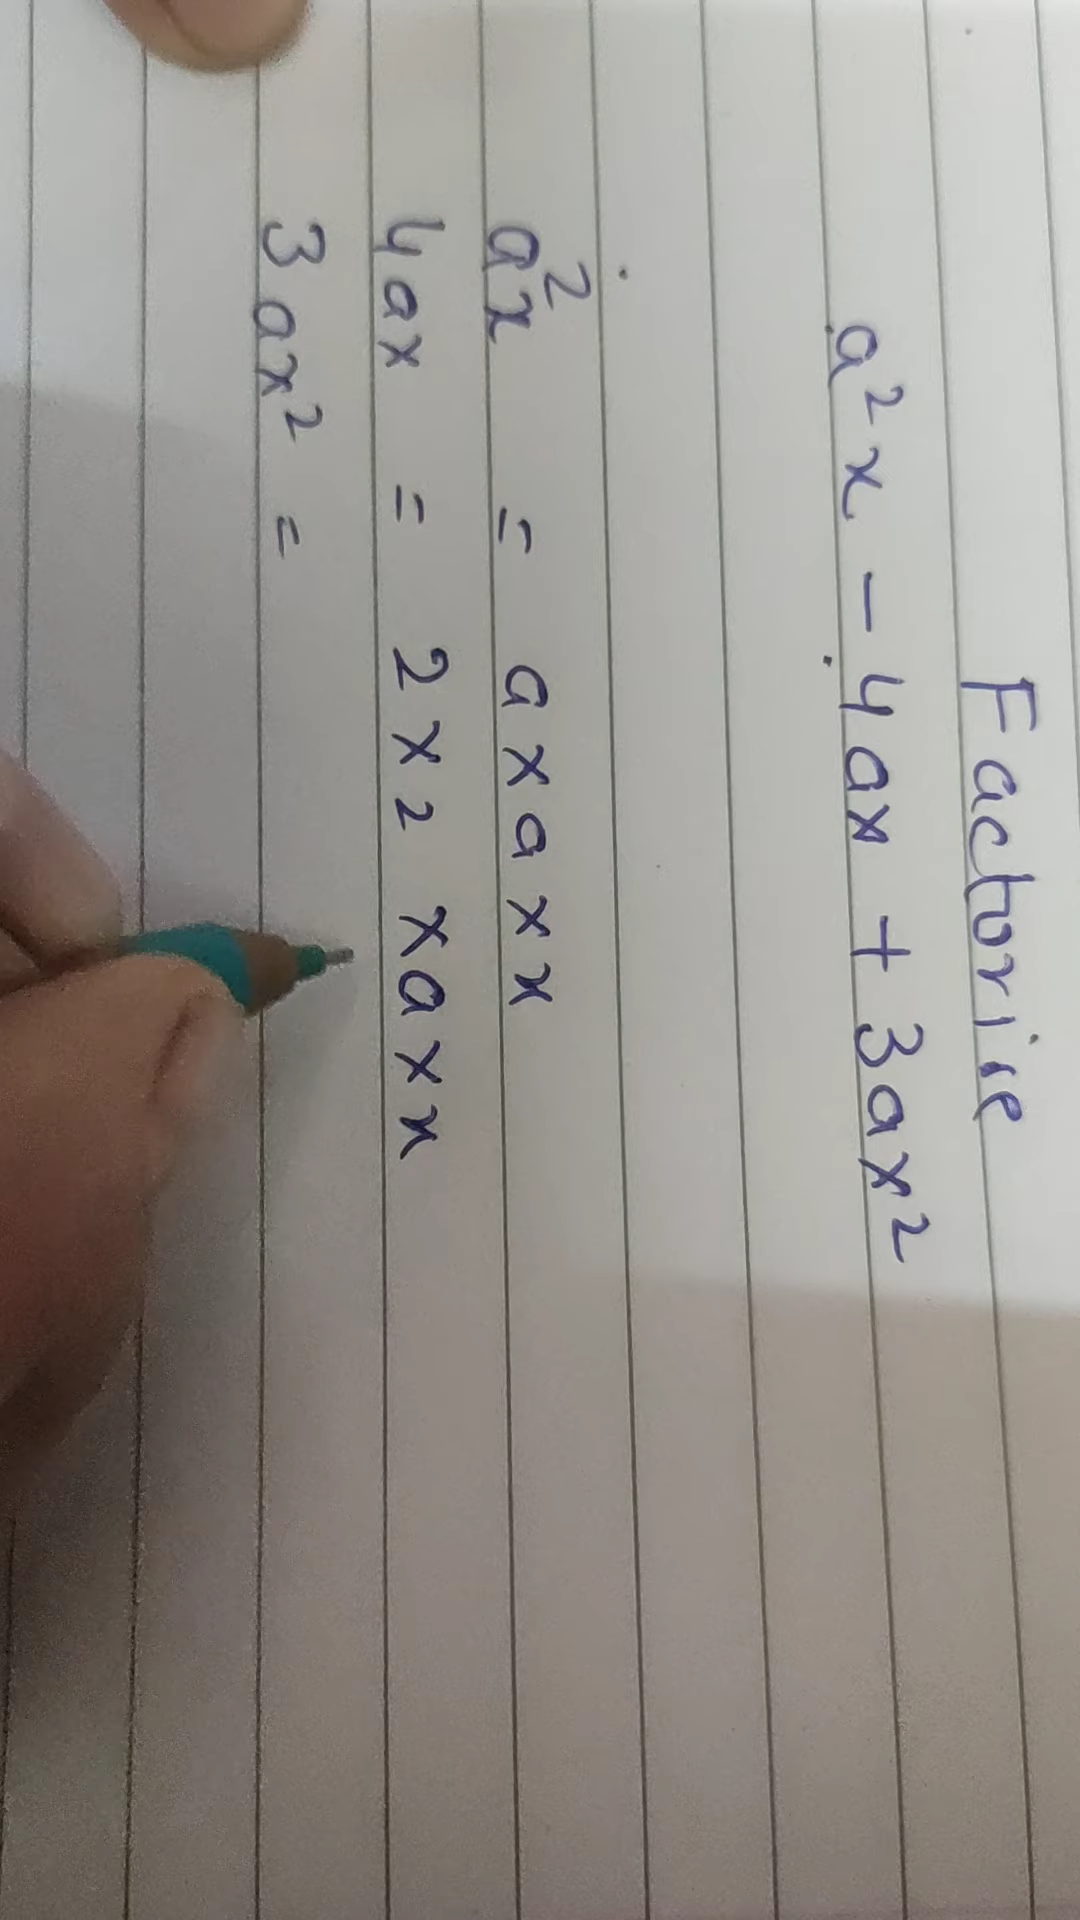 Factorise
a²x - 4ax + 3ax²
a²x = a x a x x
4ax = 2 x 2 x a x x
3ax² =